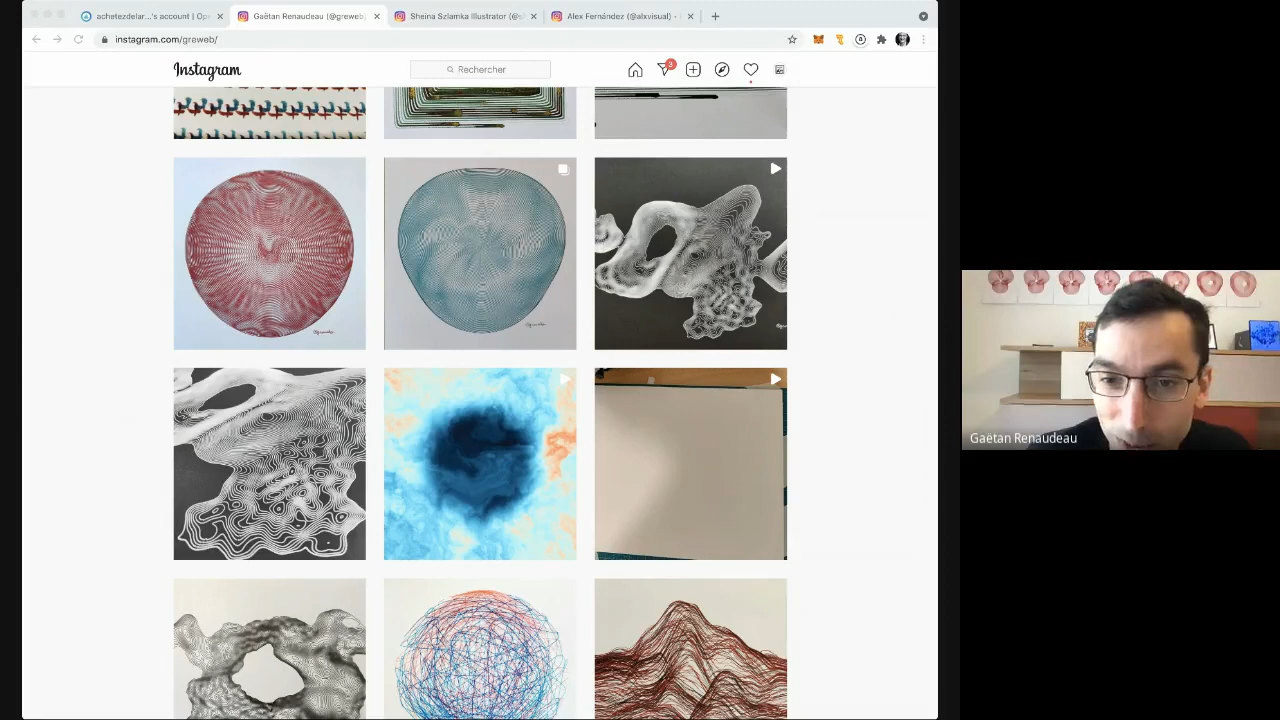 achetezdelar...'s account | Op
Gaëtan Renaudeau (@greweb)
Sheina Szlamka Illustrator (@s
Alex Fernández (@alxvisual) •
instagram.com/greweb/
Instagram
Rechercher
3
Gaëtan Renaudeau